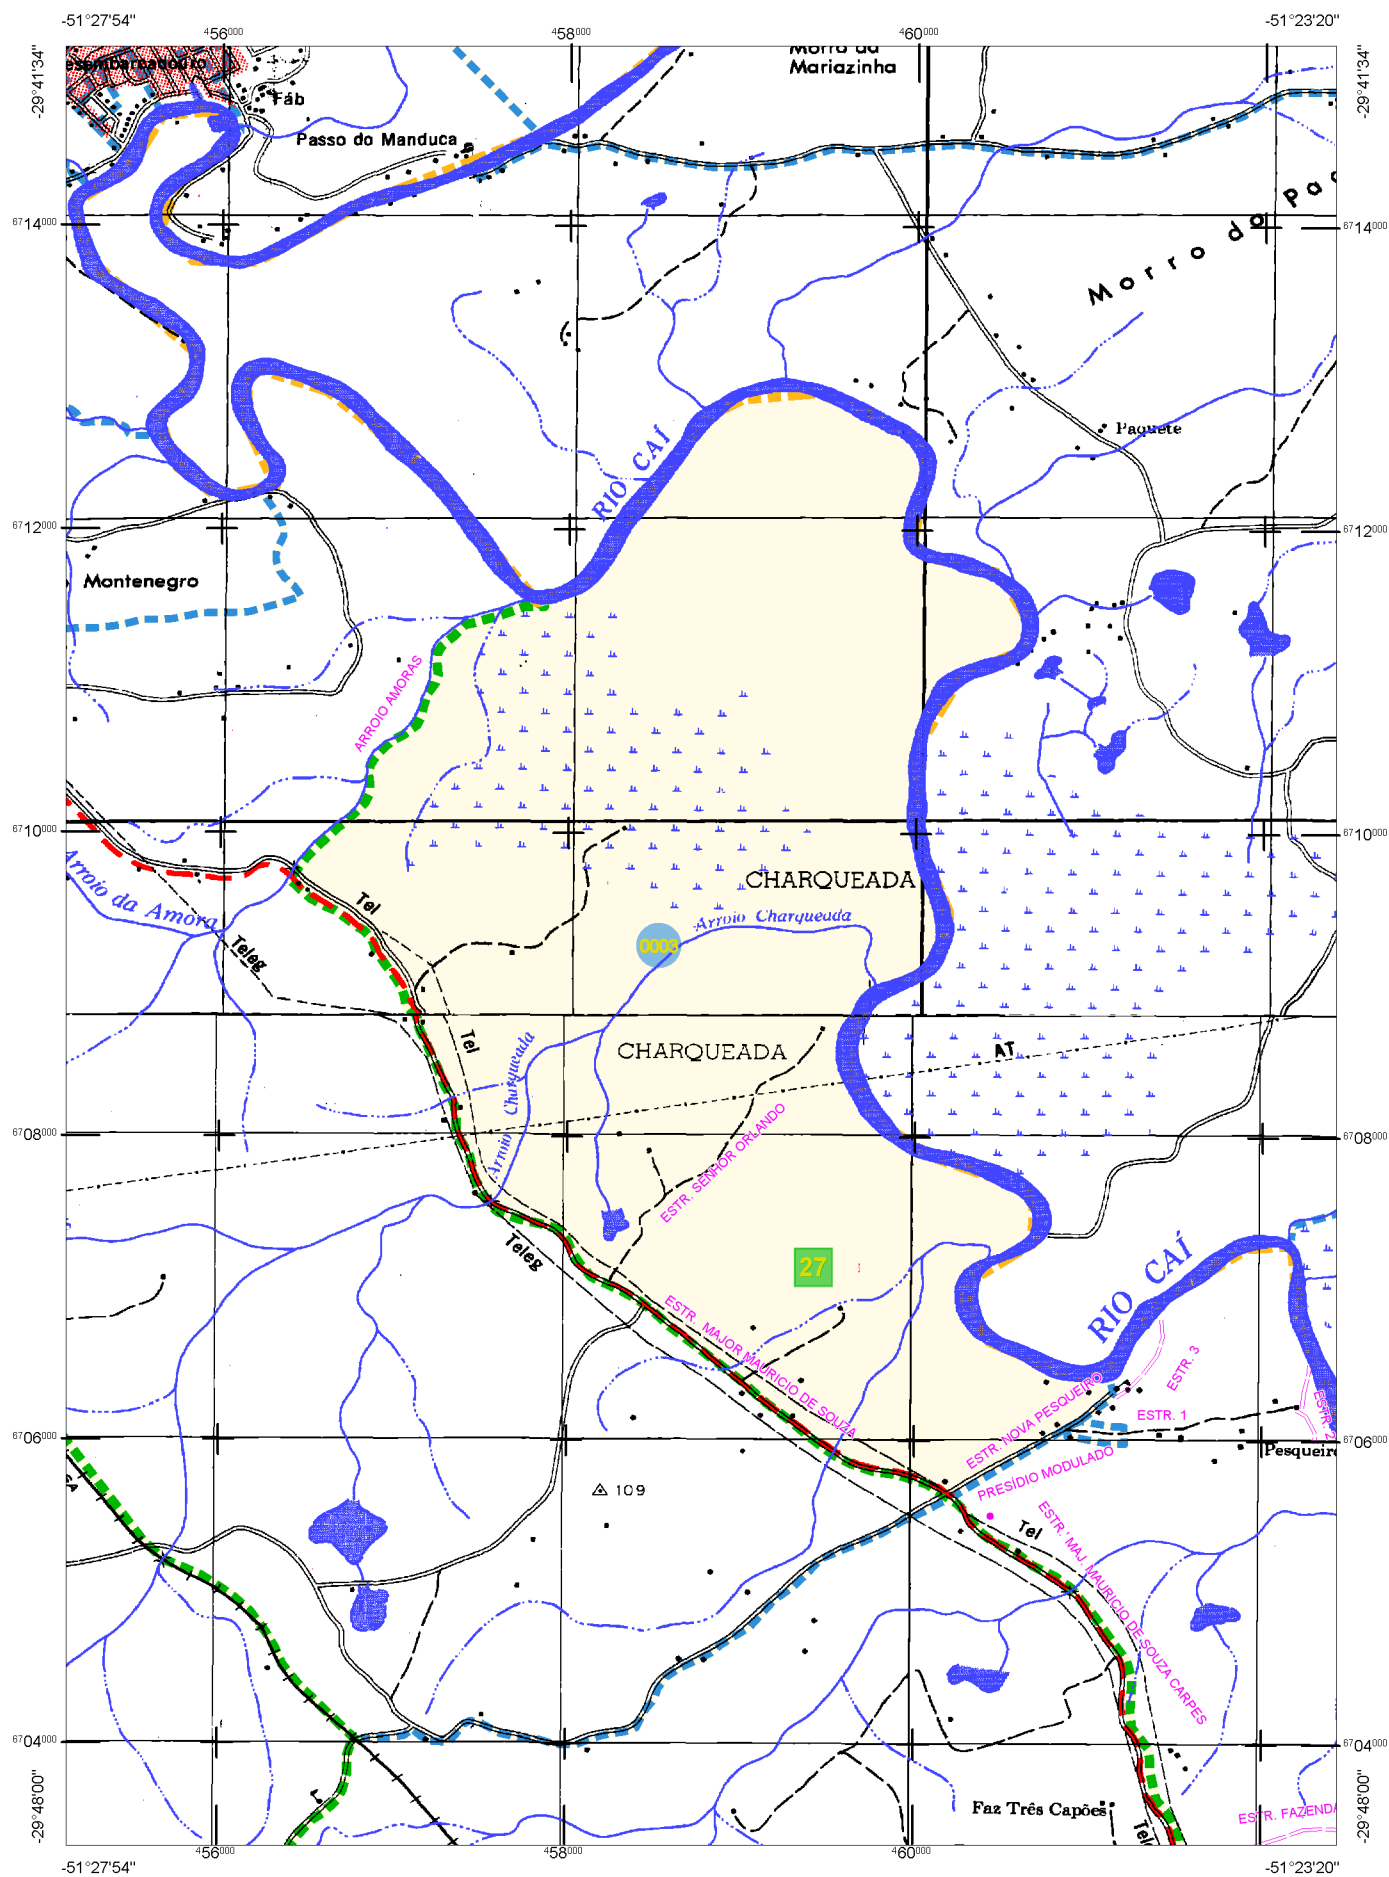 -51°27'54"
-51°23'20"
456000
458000
460000
-29°41'34"
-29°41'34"
Morro da
Mariazinha
Fáb
Passo do Manduca
6714000
6714000
Morro do
RIO CAÍ
Paquete
6712000
6712000
Montenegro
ARROIO AMORAS
6710000
6710000
Arroio da Amora
Tel
Teleg
CHARQUEADA
Arroio Charqueada
0003
Tel
CHARQUEADA
AT
Arroio Charqueada
6708000
6708000
ESTR. SENHOR ORLANDO
Teleg
27
RIO CAÍ
ESTR. MAJOR MAURICIO DE SOUZA
ESTR. 3
ESTR. NOVA PESQUEIRO
ESTR. 1
ESTR. 2
6706000
6706000
Pesqueiro
PRESÍDIO MODULADO
109
Tel
ESTR. MAJ. MAURICIO DE SOUZA CARPES
6704000
6704000
Faz Três Capões
ESTR. FAZENDA
Tel
-29°48'00"
-29°48'00"
456000
458000
460000
-51°27'54"
-51°23'20"